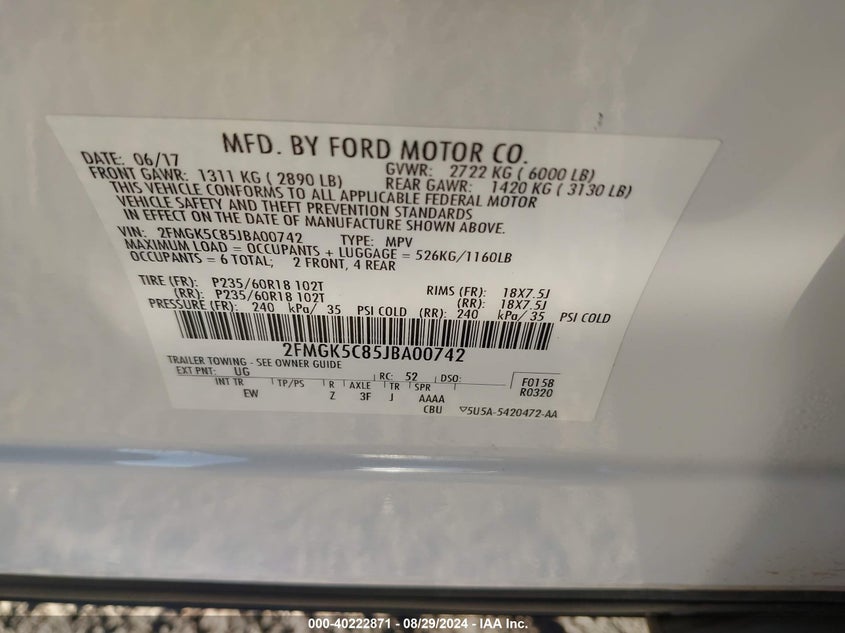 MFD. BY FORD MOTOR CO.
DATE: 06/17 GVWR: 2722 KG ( 6000 LB)
FRONT GAWR: 1311 KG ( 2890 LB) REAR GAWR: 1420 KG ( 3130 LB)
THIS VEHICLE CONFORMS TO ALL APPLICABLE FEDERAL MOTOR
VEHICLE SAFETY AND THEFT PREVENTION STANDARDS
IN EFFECT ON THE DATE OF MANUFACTURE SHOWN ABOVE.
VIN: 2FMGK5C85JBA00742 TYPE: MPV
MAXIMUM LOAD = OCCUPANTS + LUGGAGE = 526KG/1160LB
OCCUPANTS = 6 TOTAL; 2 FRONT, 4 REAR
TIRE (FR): P235/60R18 102T RIMS (FR): 18X7.5J
(RR): P235/60R18 102T (RR): 18X7.5J
PRESSURE (FR): 240 kPa/ 35 PSI COLD (RR): 240 kPa/ 35 PSI COLD
2FMGK5C85JBA00742
TRAILER TOWING - SEE OWNER GUIDE
EXT PNT: UG RC: 52 DSO: F0158
INT TR TP/PS R AXLE TR SPR R0320
EW Z 3F J AAAA
CBU 5U5A-5420472-AA
000-40222871 - 08/29/2024 - IAA Inc.